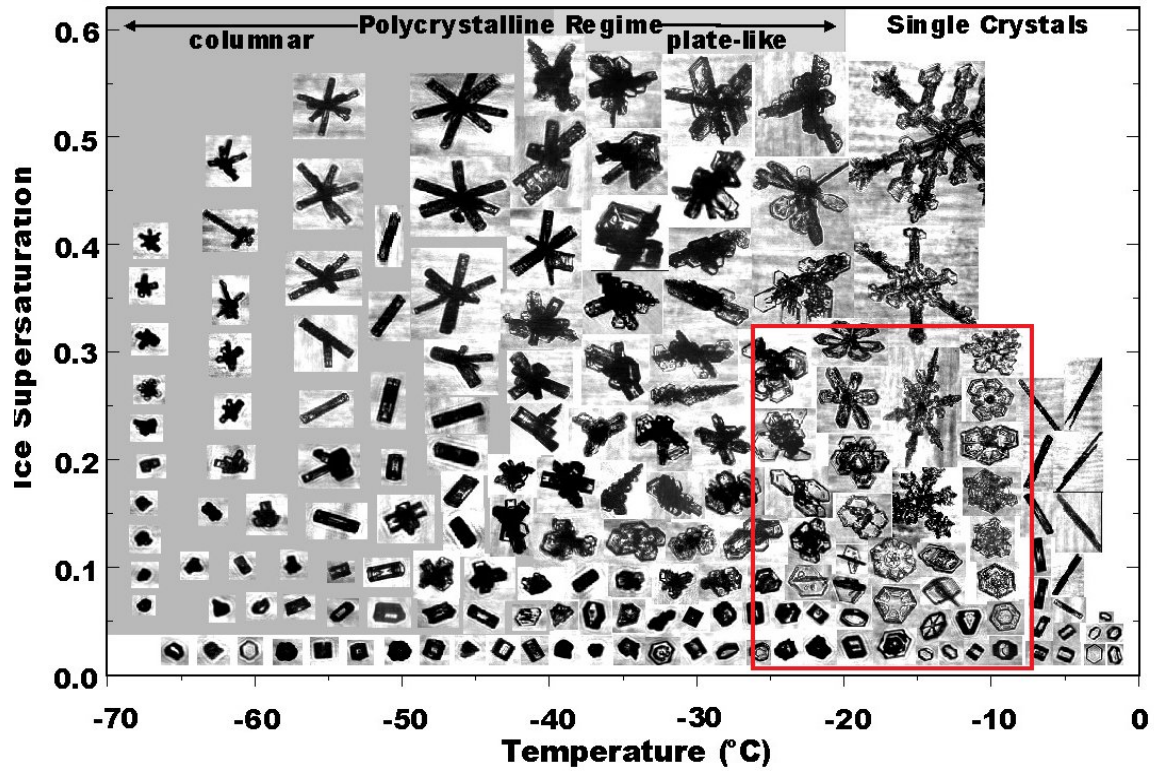 Polycrystalline Regime
Single Crystals
columnar
plate-like
Ice Supersaturation
0.6
0.5
0.4
0.3
0.2
0.1
0.0
-70
-60
-50
-40
-30
-20
-10
0
Temperature (°C)